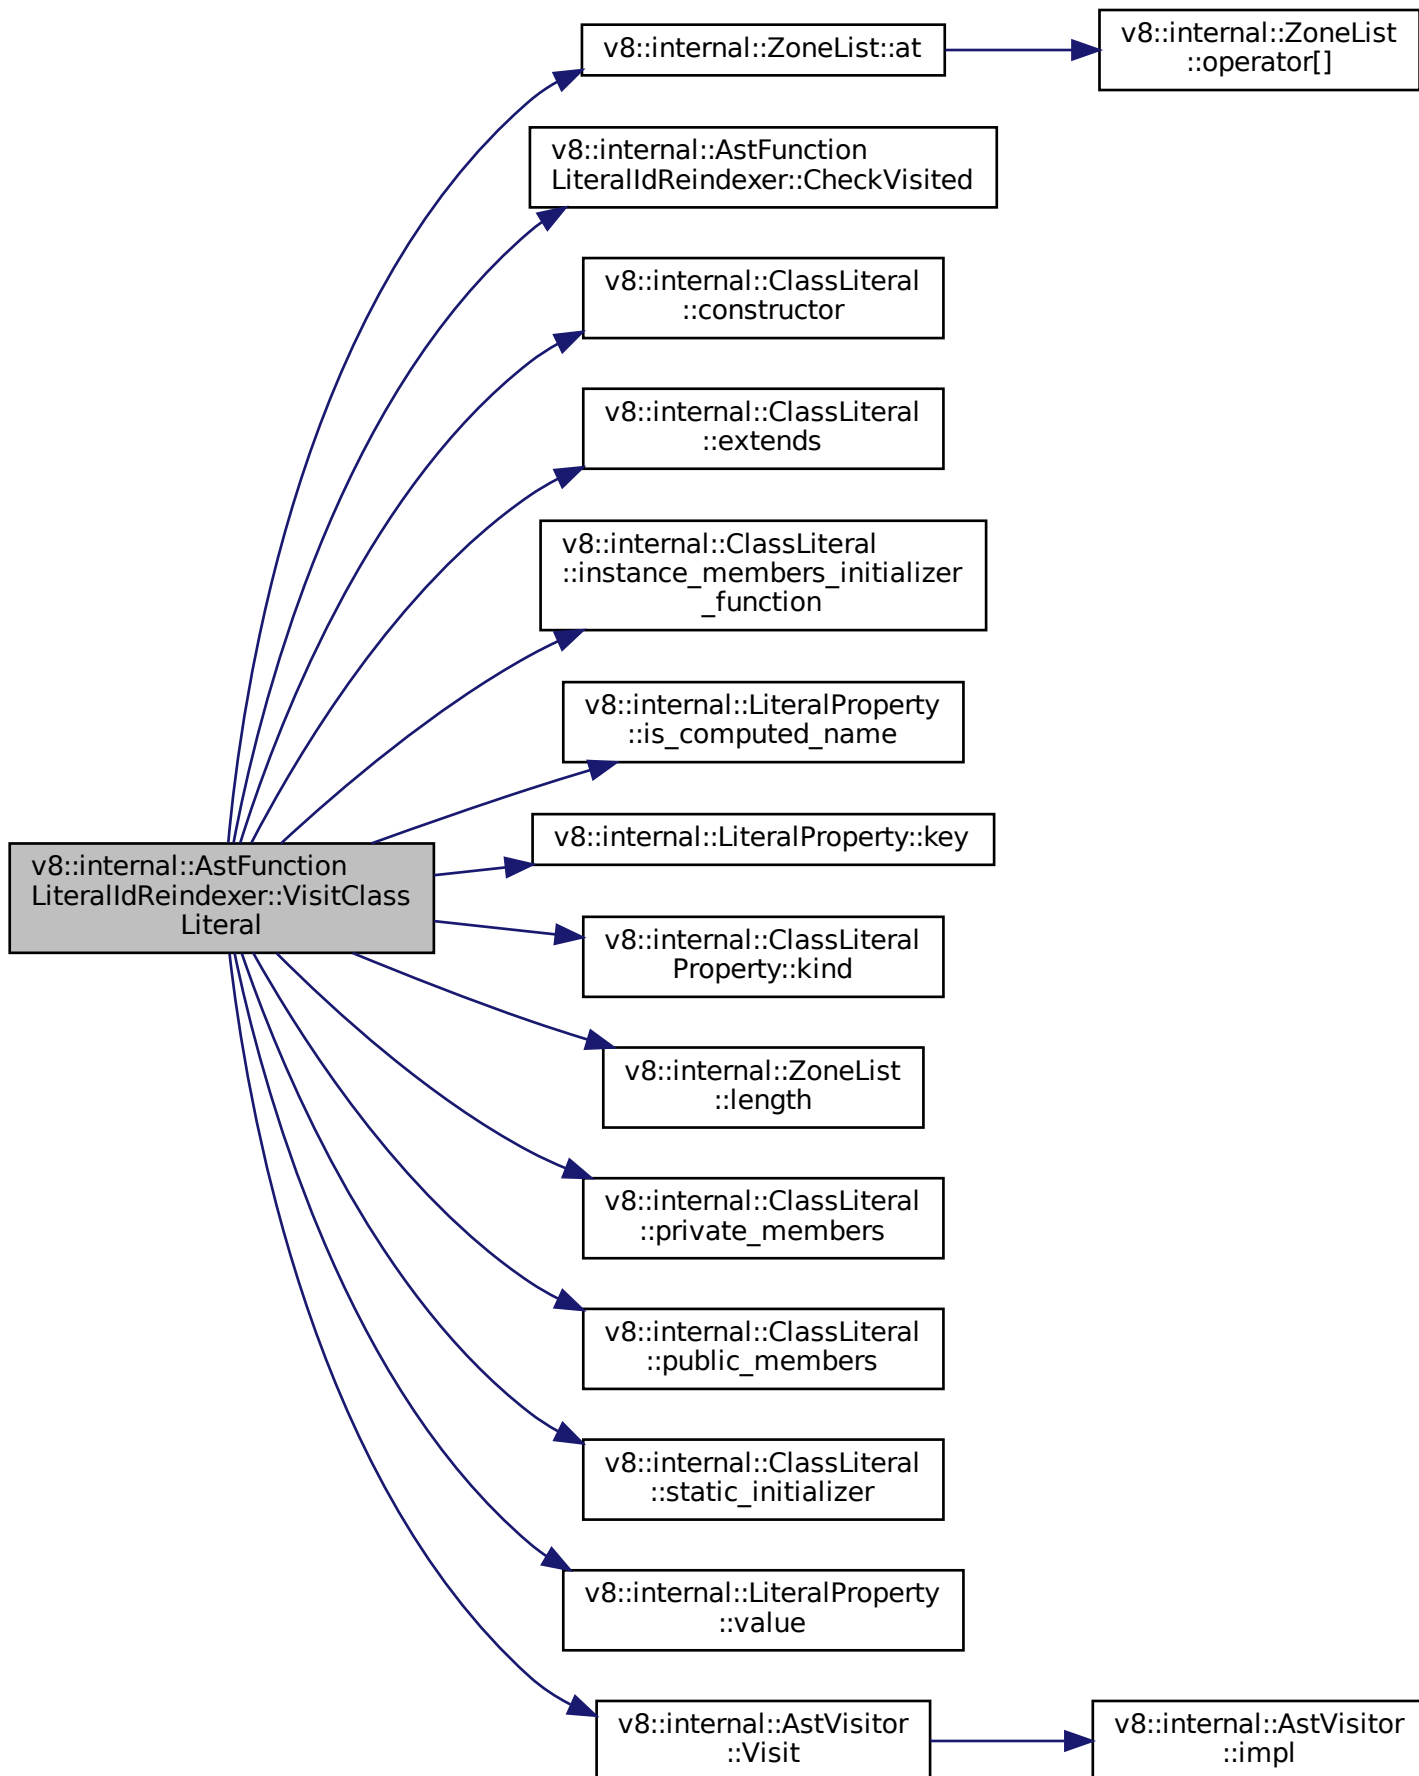 v8::internal::ZoneList::at
v8::internal::ZoneList
::operator[]
v8::internal::AstFunction
LiteralIdReindexer::CheckVisited
v8::internal::ClassLiteral
::constructor
v8::internal::ClassLiteral
::extends
v8::internal::ClassLiteral
::instance_members_initializer
_function
v8::internal::LiteralProperty
::is_computed_name
v8::internal::LiteralProperty::key
v8::internal::AstFunction
LiteralIdReindexer::VisitClass
Literal
v8::internal::ClassLiteral
Property::kind
v8::internal::ZoneList
::length
v8::internal::ClassLiteral
::private_members
v8::internal::ClassLiteral
::public_members
v8::internal::ClassLiteral
::static_initializer
v8::internal::LiteralProperty
::value
v8::internal::AstVisitor
::Visit
v8::internal::AstVisitor
::impl